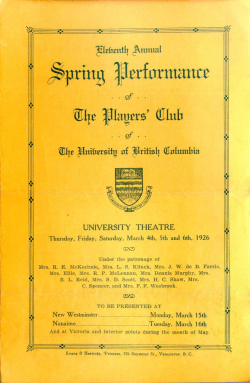 Eleventh Annual
Spring Performance
.. of ..
The Players' Club
.. of ..
The University of British Columbia
UNIVERSITY THEATRE
Thursday, Friday, Saturday, March 4th, 5th and 6th, 1926
Under the patronage of
Mrs. R. E. McKechnie, Mrs. L. S. Klinck, Mrs. J. W. de B. Farris,
Mrs. Ellis, Mrs. R. P. McLennan, Mrs. Dennis Murphy, Mrs.
E. L. Reid, Mrs. S. D. Scott, Mrs. H. C. Shaw, Mrs.
C. Spencer, and Mrs. F. F. Wesbrook.
TO BE PRESENTED AT
New Westminster Monday, March 15th
Nanaimo Tuesday, March 16th
And at Victoria and Interior points during the month of May
Printers, Vancouver, B.C.